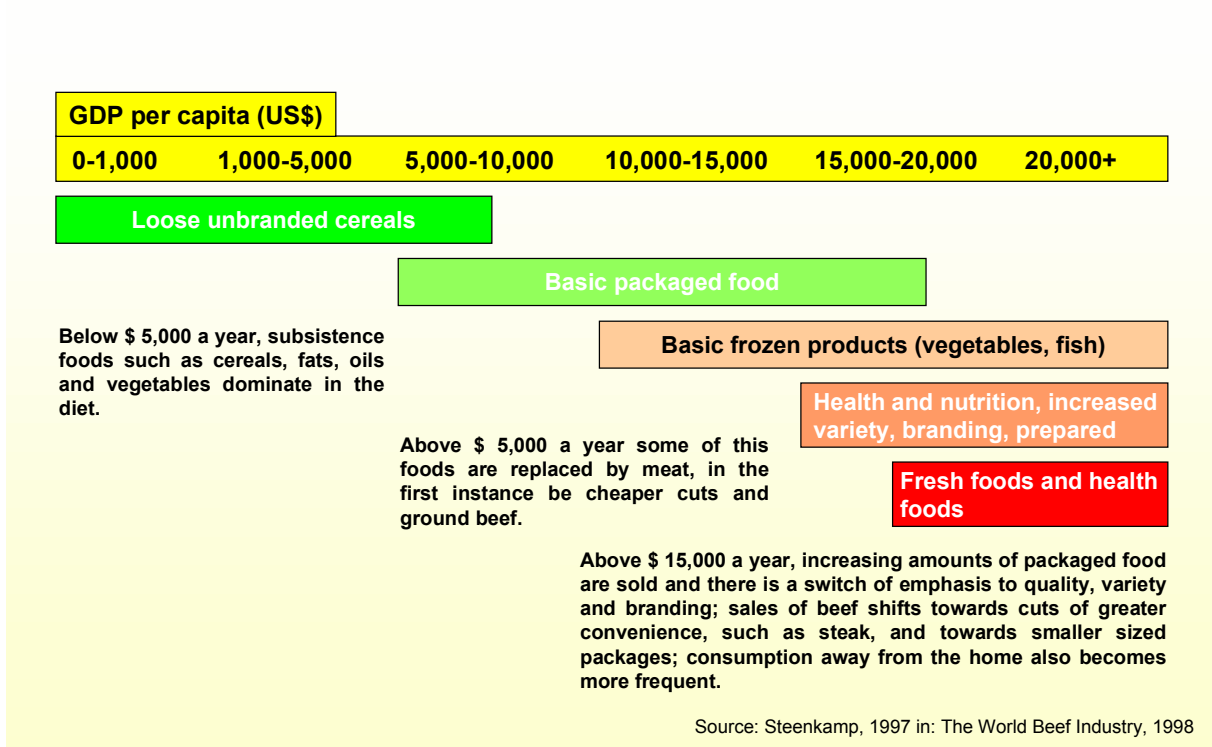 GDP per capita (US$)
0-1,000 1,000-5,000 5,000-10,000 10,000-15,000 15,000-20,000 20,000+
Loose unbranded cereals
Basic packaged food
Basic frozen products (vegetables, fish)
Below $ 5,000 a year, subsistence
foods such as cereals, fats, oils
and vegetables dominate in the
diet.
Health and nutrition, increased
variety, branding, prepared
Above $ 5,000 a year some of this
foods are replaced by meat, in the
first instance be cheaper cuts and
ground beef.
Fresh foods and health
foods
Above $ 15,000 a year, increasing amounts of packaged food
are sold and there is a switch of emphasis to quality, variety
and branding; sales of beef shifts towards cuts of greater
convenience, such as steak, and towards smaller sized
packages; consumption away from the home also becomes
more frequent.
Source: Steenkamp, 1997 in: The World Beef Industry, 1998